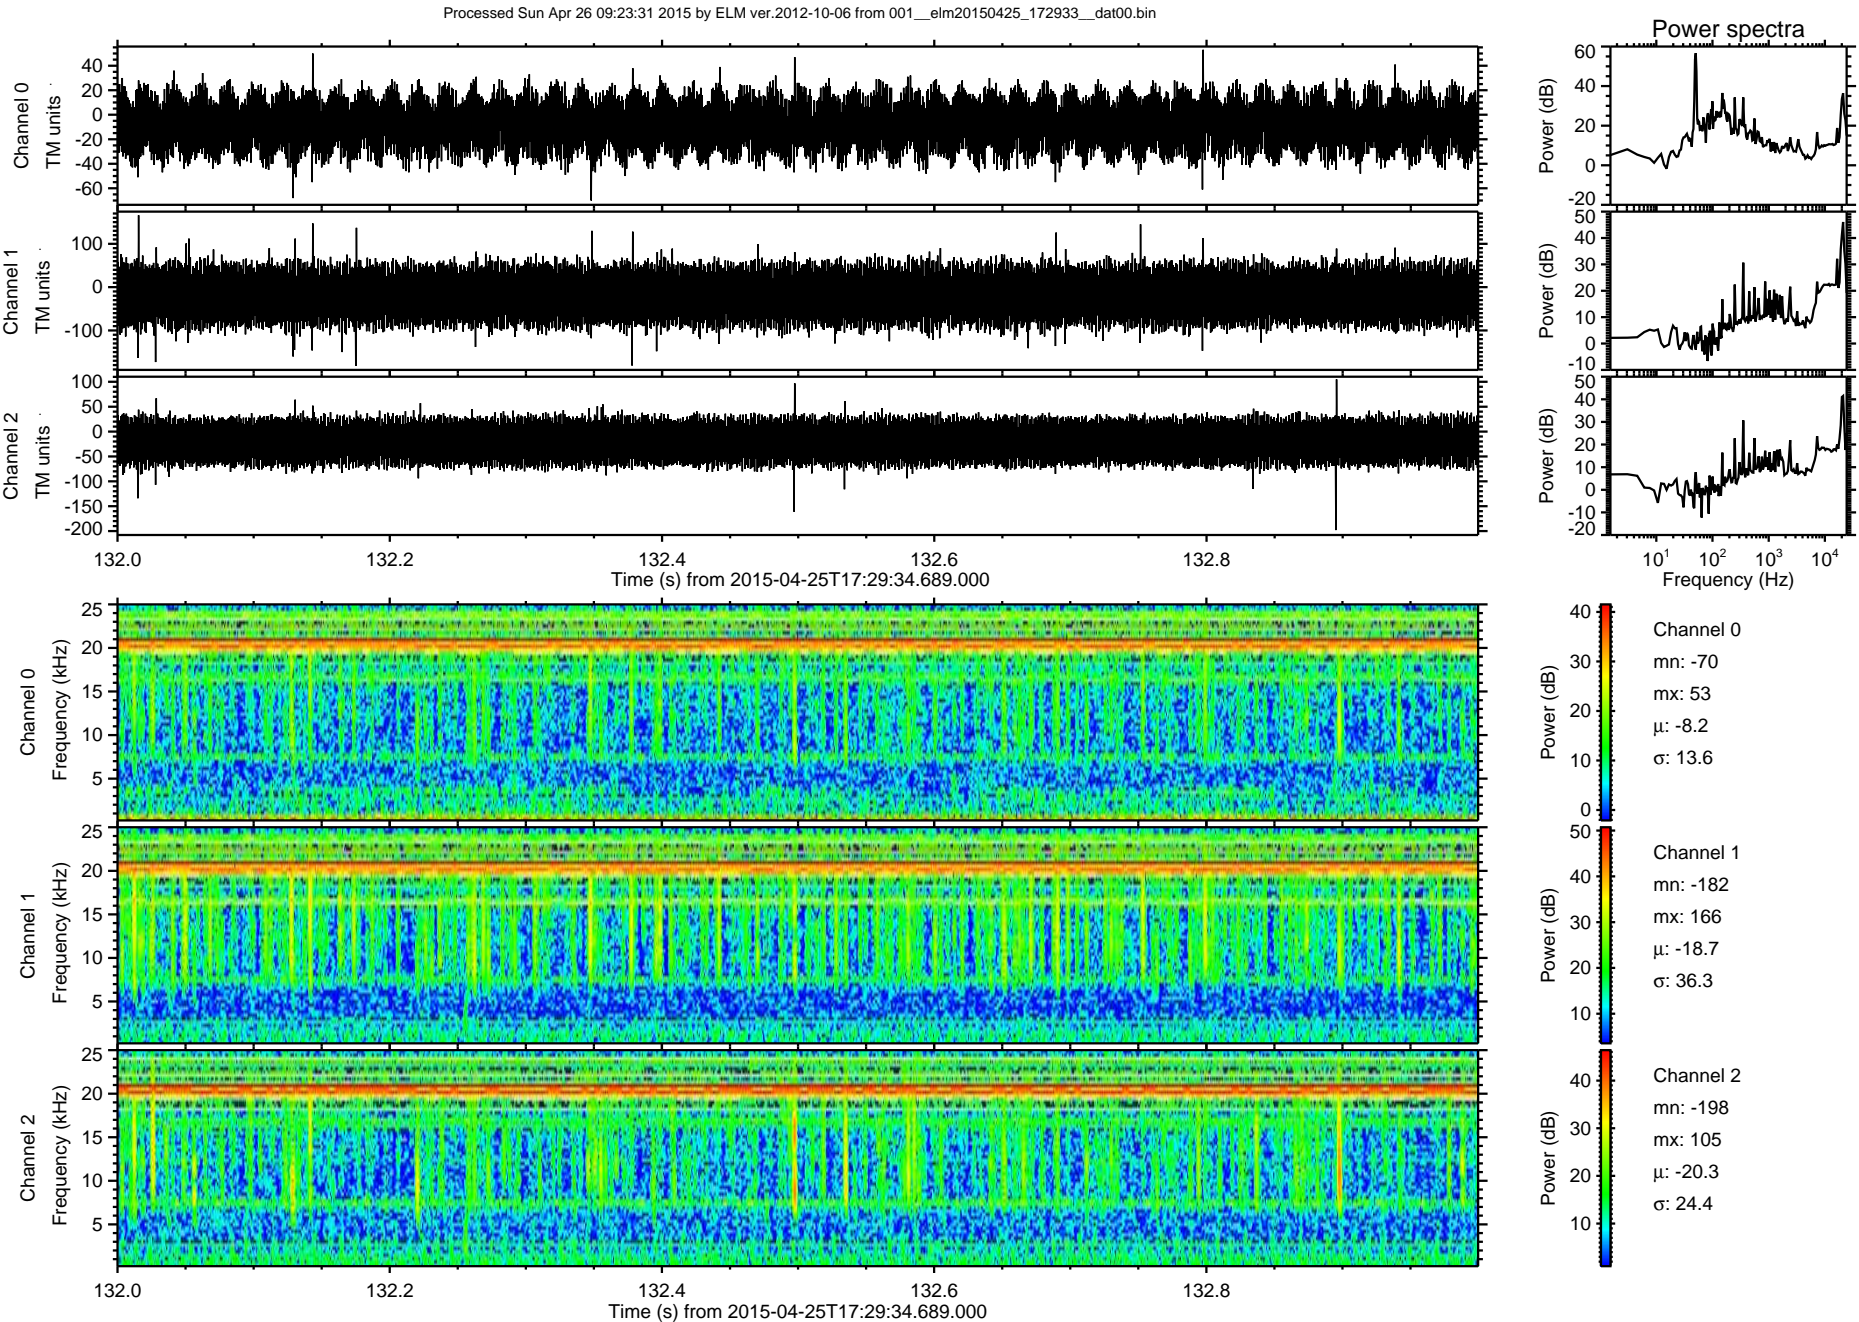 Processed Sun Apr 26 09:23:31 2015 by ELM ver.2012-10-06 from 001__elm20150425_172933__dat00.bin
Power spectra
Channel 0
TM units
40
20
0
-20
-40
-60
Power (dB)
60
40
20
0
-20
Channel 1
TM units
100
0
-100
Power (dB)
50
40
30
20
10
0
-10
Channel 2
TM units
100
50
0
-50
-100
-150
-200
Power (dB)
50
40
30
20
10
0
-10
-20
132.0 132.2 132.4 132.6 132.8
Time (s) from 2015-04-25T17:29:34.689.000
10¹ 10² 10³ 10⁴
Frequency (Hz)
Channel 0
Frequency (kHz)
25
20
15
10
5
Power (dB)
40
30
20
10
0
Channel 0
mn: -70
mx: 53
μ: -8.2
σ: 13.6
Channel 1
Frequency (kHz)
25
20
15
10
5
Power (dB)
50
40
30
20
10
Channel 1
mn: -182
mx: 166
μ: -18.7
σ: 36.3
Channel 2
Frequency (kHz)
25
20
15
10
5
Power (dB)
40
30
20
10
Channel 2
mn: -198
mx: 105
μ: -20.3
σ: 24.4
132.0 132.2 132.4 132.6 132.8
Time (s) from 2015-04-25T17:29:34.689.000